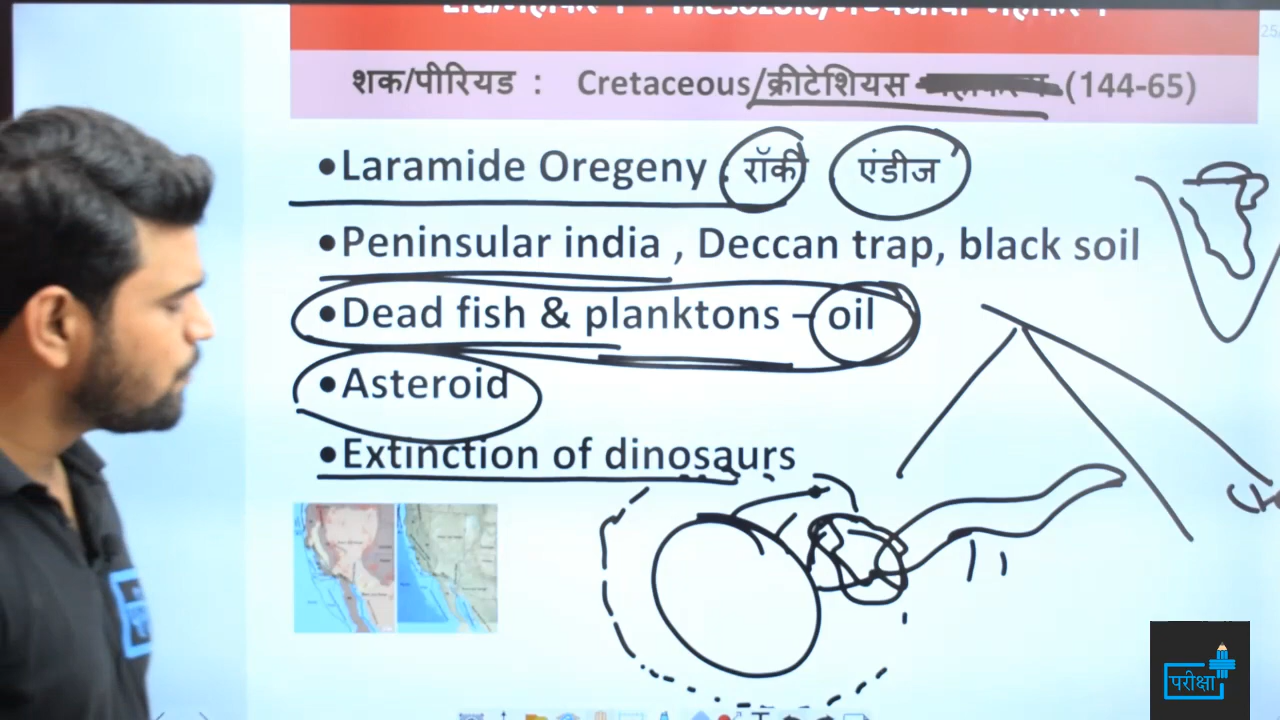 शक/पीरियड : Cretaceous/क्रीटेशियस (144-65)
•Laramide Oregeny . रॉकी एंडीज
•Peninsular india , Deccan trap, black soil
•Dead fish & planktons – oil
•Asteroid
•Extinction of dinosaurs
परीक्षा